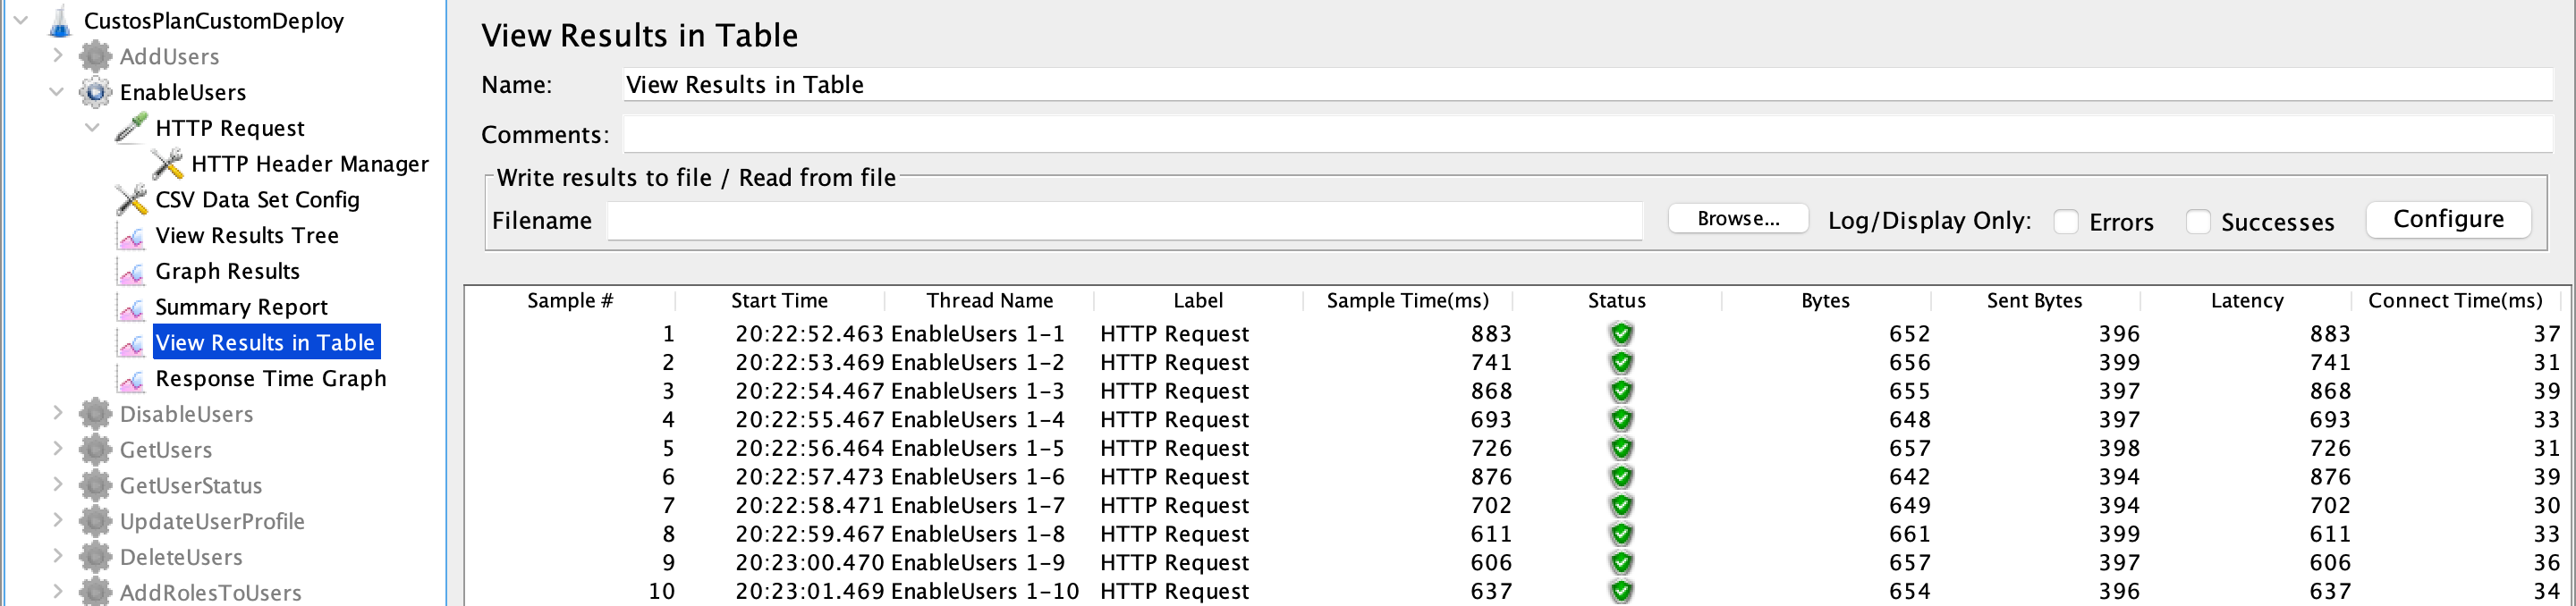 CustosPlanCustomDeploy
AddUsers
EnableUsers
HTTP Request
HTTP Header Manager
CSV Data Set Config
View Results Tree
Graph Results
Summary Report
View Results in Table
Response Time Graph
DisableUsers
GetUsers
GetUserStatus
UpdateUserProfile
DeleteUsers
AddRolesToUsers
View Results in Table
Name: View Results in Table
Comments:
Write results to file / Read from file
Filename Browse... Log/Display Only: Errors Successes Configure
Sample # Start Time Thread Name Label Sample Time(ms) Status Bytes Sent Bytes Latency Connect Time(ms)
1 20:22:52.463 EnableUsers 1-1 HTTP Request 883 652 396 883 37
2 20:22:53.469 EnableUsers 1-2 HTTP Request 741 656 399 741 31
3 20:22:54.467 EnableUsers 1-3 HTTP Request 868 655 397 868 39
4 20:22:55.467 EnableUsers 1-4 HTTP Request 693 648 397 693 33
5 20:22:56.464 EnableUsers 1-5 HTTP Request 726 657 398 726 31
6 20:22:57.473 EnableUsers 1-6 HTTP Request 876 642 394 876 39
7 20:22:58.471 EnableUsers 1-7 HTTP Request 702 649 394 702 30
8 20:22:59.467 EnableUsers 1-8 HTTP Request 611 661 399 611 33
9 20:23:00.470 EnableUsers 1-9 HTTP Request 606 657 397 606 36
10 20:23:01.469 EnableUsers 1-10 HTTP Request 637 654 396 637 34